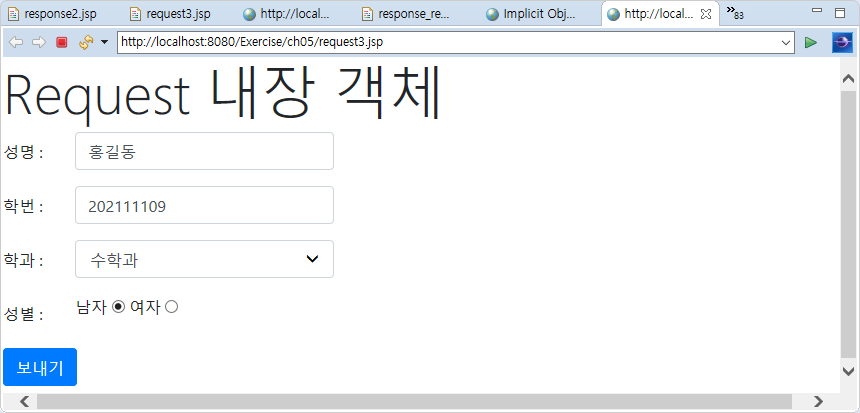 response2.jsp request3.jsp http://local... response_re... Implicit Obj... http://local... »83
http://localhost:8080/Exercise/ch05/request3.jsp
Request 내장 객체
성명 : 홍길동
학번 : 202111109
학과 : 수학과
성별 : 남자 여자
보내기